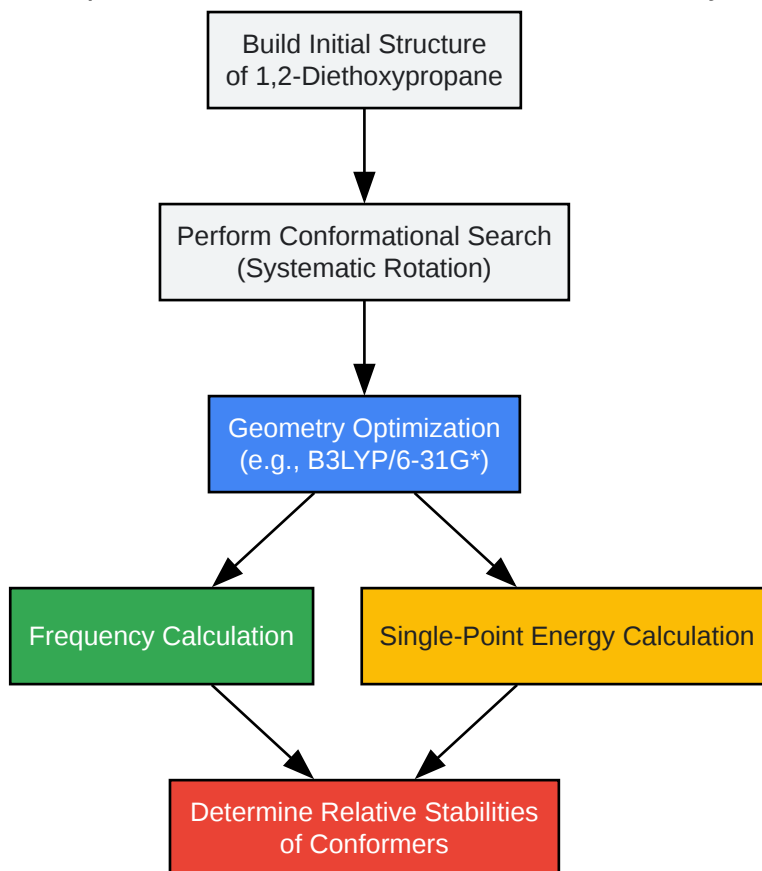 Build Initial Structure
of 1,2-Diethoxypropane
Perform Conformational Search
(Systematic Rotation)
Geometry Optimization
(e.g., B3LYP/6-31G*)
Frequency Calculation
Single-Point Energy Calculation
Determine Relative Stabilities
of Conformers